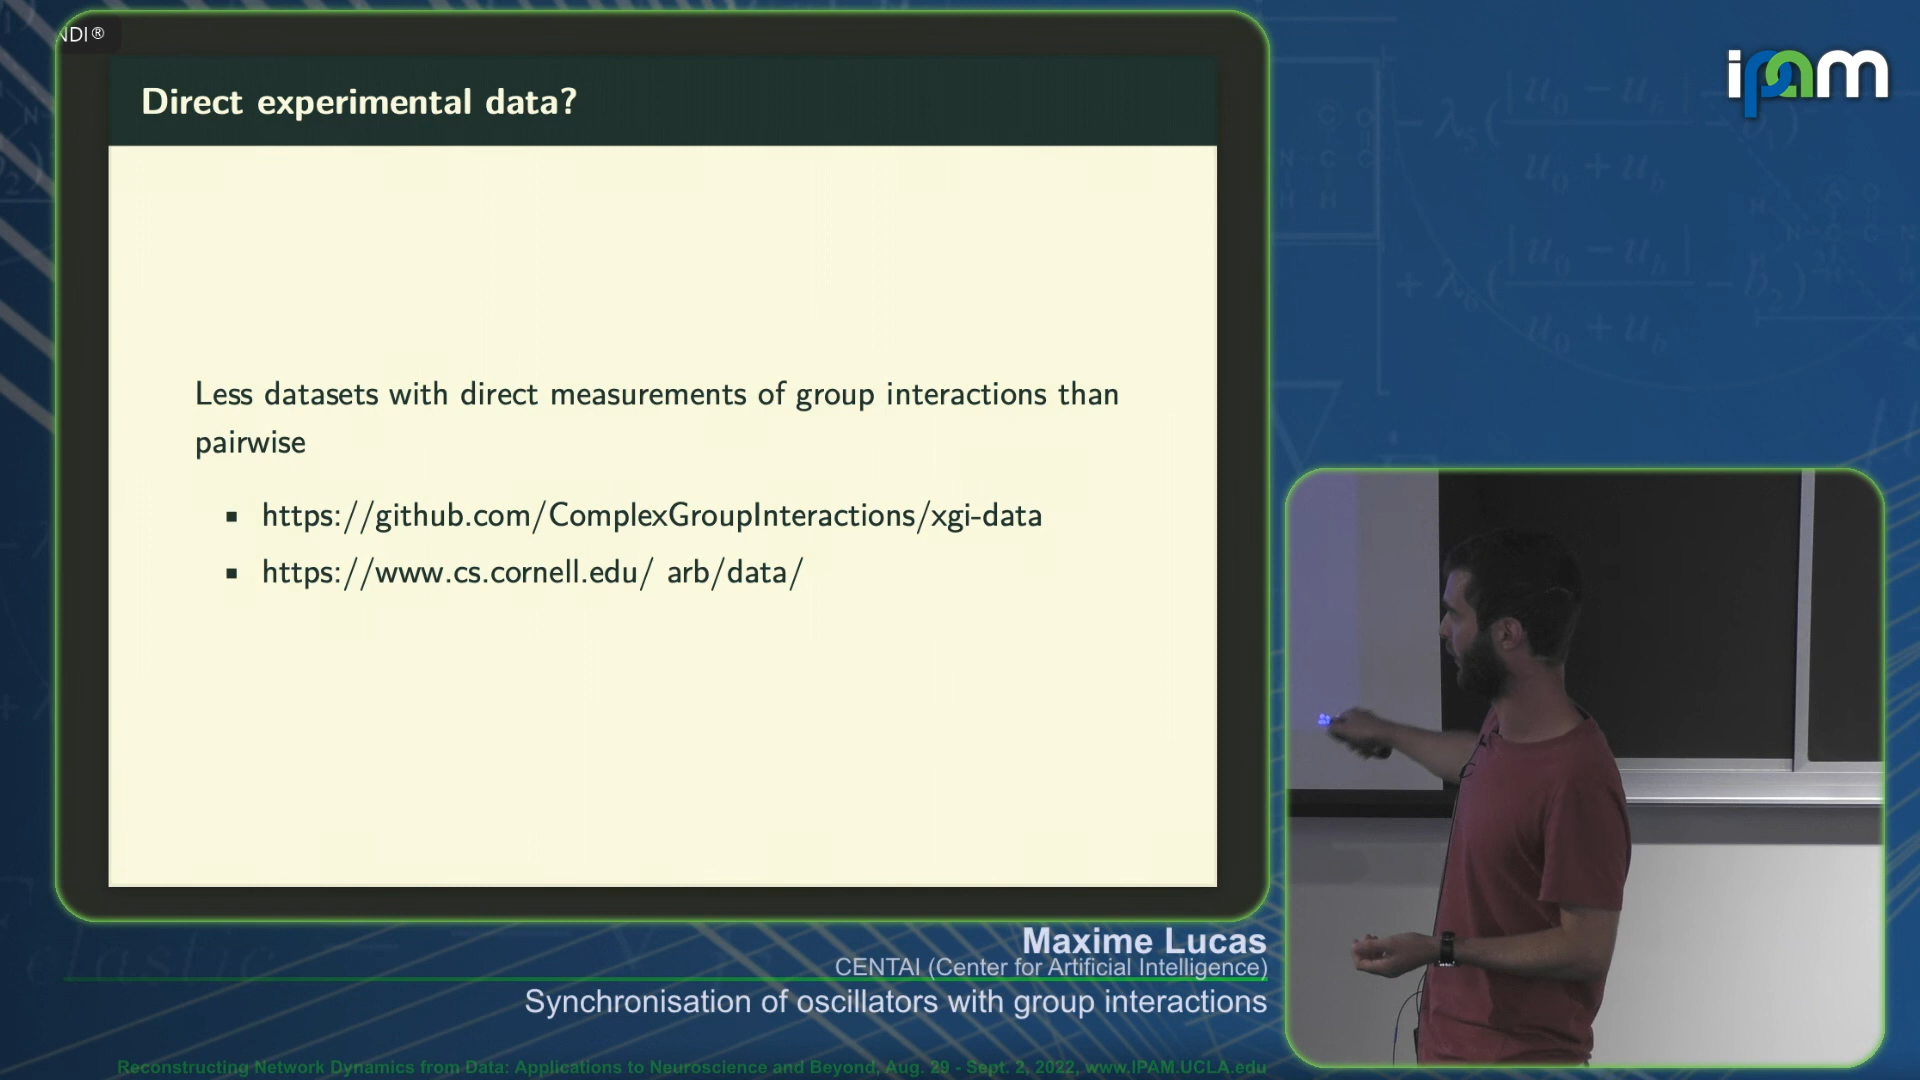 NDI®
ipam
Direct experimental data?
Less datasets with direct measurements of group interactions than
pairwise
▪ https://github.com/ComplexGroupInteractions/xgi-data
▪ https://www.cs.cornell.edu/ arb/data/
Maxime Lucas
CENTAI (Center for Artificial Intelligence)
Synchronisation of oscillators with group interactions
Reconstructing Network Dynamics from Data: Applications to Neuroscience and Beyond, Aug. 29 - Sept. 2, 2022, www.IPAM.UCLA.edu